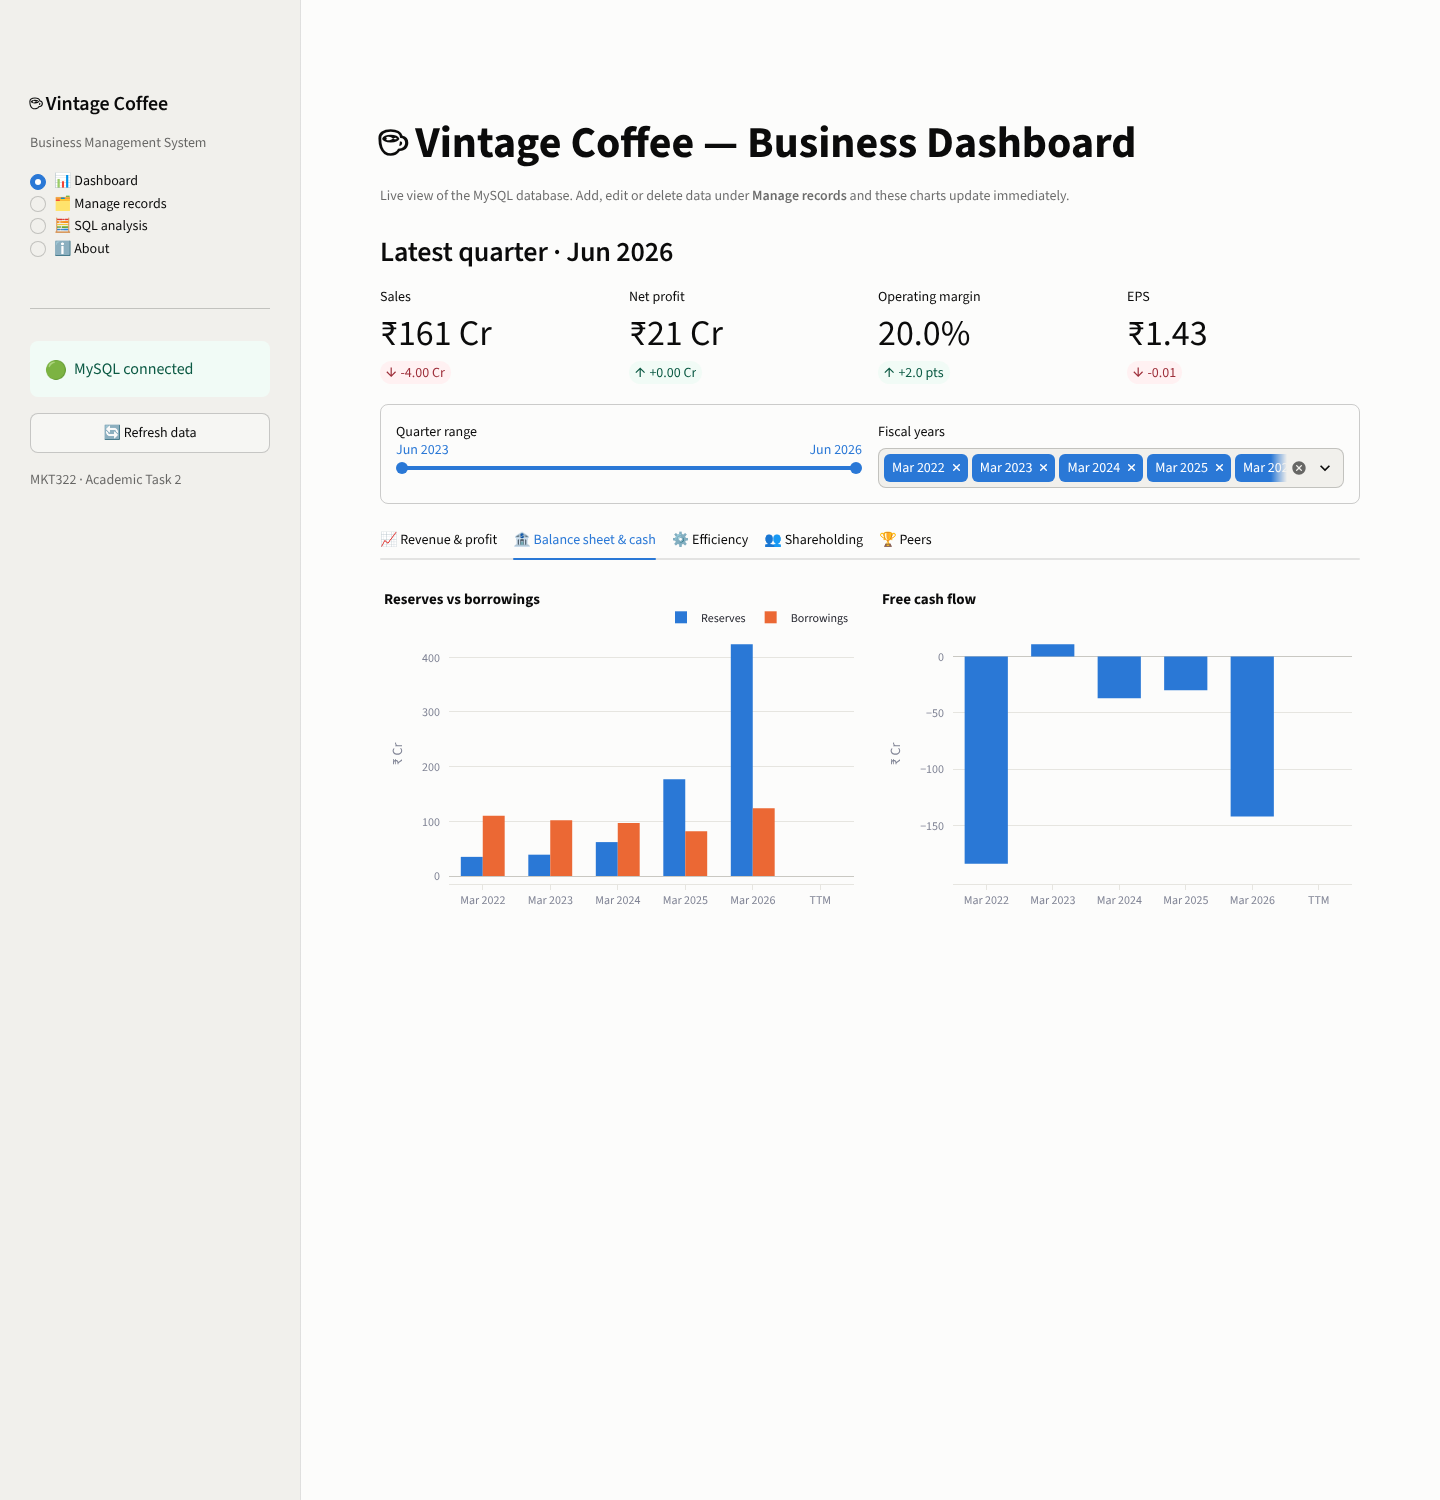 Vintage Coffee
Business Management System
Dashboard
Manage records
SQL analysis
About
MySQL connected
Refresh data
MKT322 · Academic Task 2
Vintage Coffee — Business Dashboard
Live view of the MySQL database. Add, edit or delete data under Manage records and these charts update immediately.
Latest quarter · Jun 2026
Sales
₹161 Cr
↓ -4.00 Cr
Net profit
₹21 Cr
↑ +0.00 Cr
Operating margin
20.0%
↑ +2.0 pts
EPS
₹1.43
↓ -0.01
Quarter range
Jun 2023 Jun 2026
Fiscal years
Mar 2022 Mar 2023 Mar 2024 Mar 2025 Mar 202
Revenue & profit Balance sheet & cash Efficiency Shareholding Peers
Reserves vs borrowings
Reserves Borrowings
₹ Cr
400
300
200
100
0
Mar 2022 Mar 2023 Mar 2024 Mar 2025 Mar 2026 TTM
Free cash flow
₹ Cr
0
−50
−100
−150
Mar 2022 Mar 2023 Mar 2024 Mar 2025 Mar 2026 TTM